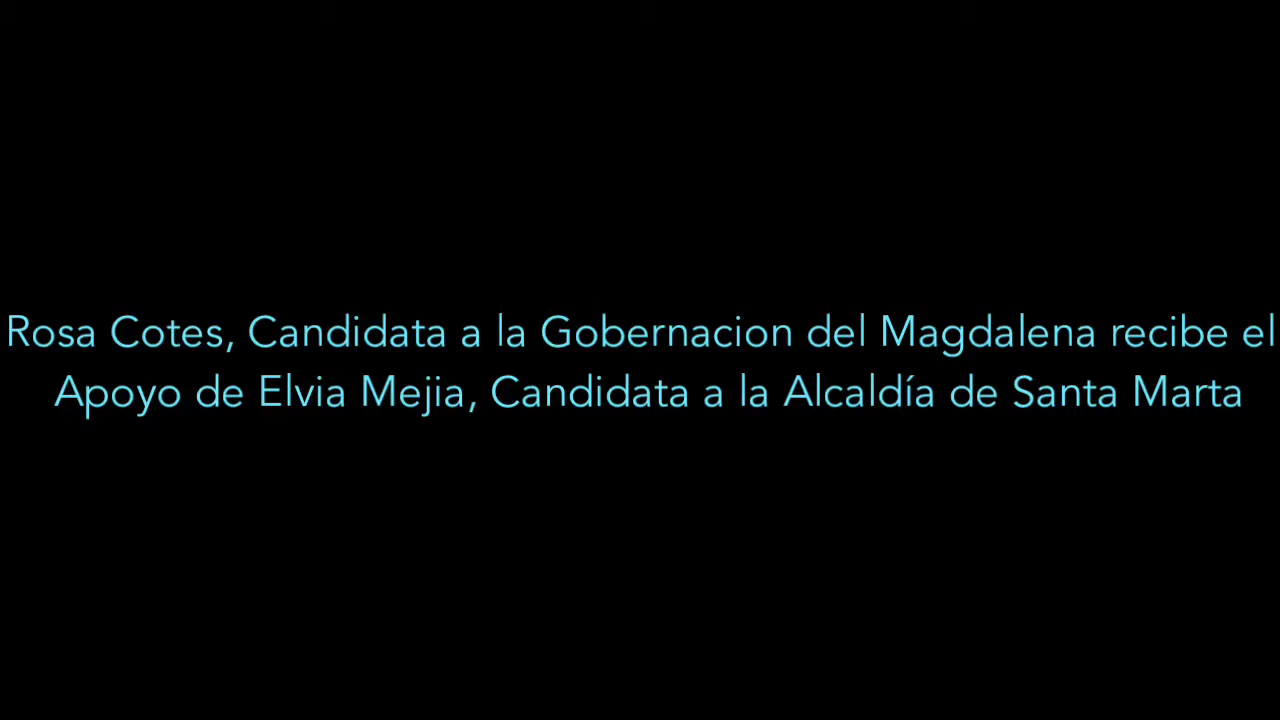 Rosa Cotes, Candidata a la Gobernacion del Magdalena recibe el
Apoyo de Elvia Mejia, Candidata a la Alcaldía de Santa Marta